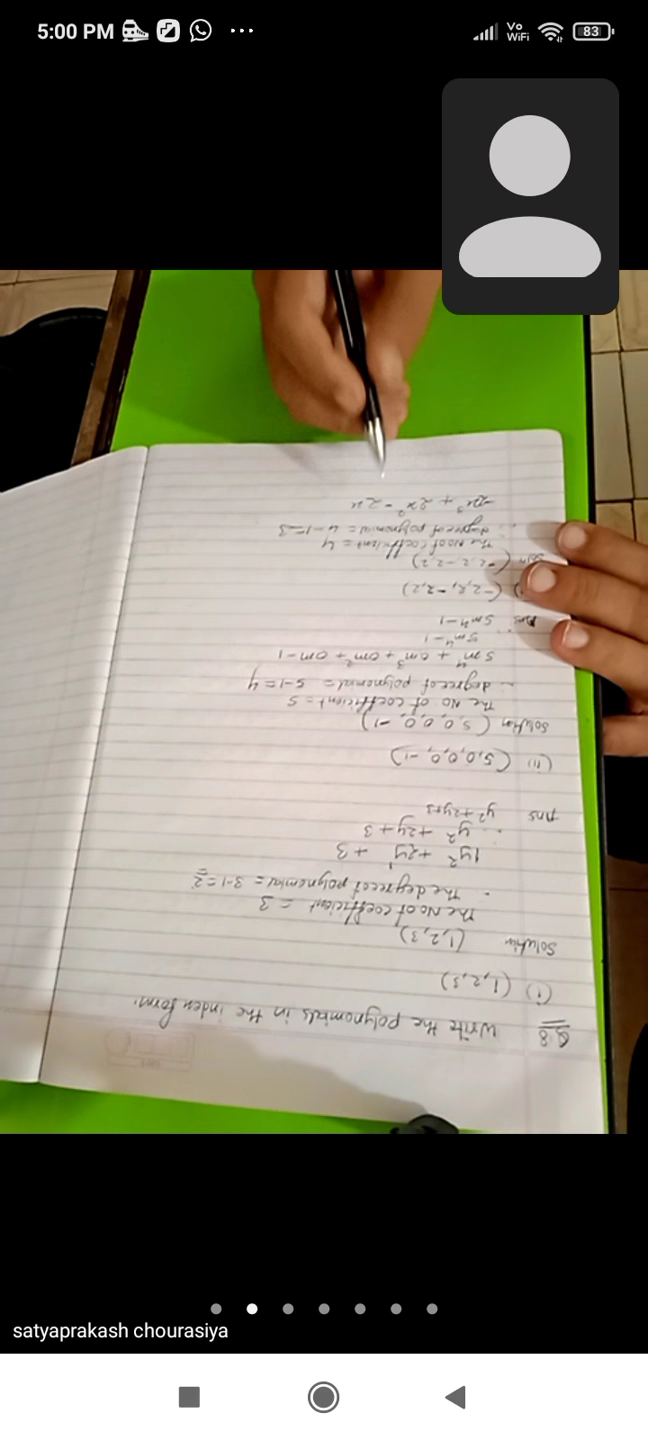 5:00 PM
Vo
WiFi
83
Q.8 Write the polynomials in the index form.
(i) (1,2,3)
Solution (1,2,3)
The No of coefficient = 3
The degree of polynomial = 3-1=2
1y² + 2y¹ + 3
∴ y² + 2y + 3
Ans y²+2y+3
(ii) (5,0,0,0,-1)
Solution (5,0,0,0,-1)
The No of coefficient = 5
∴ degree of polynomial = 5-1=4
5m⁴ + 0m³ + 0m² + 0m - 1
5m⁴-1
Ans 5m⁴-1
(-2,2,-2,2)
Soln (-2,2,-2,2)
The No of coefficient = 4
∴ degree of polynomial = 4-1=3
-2x³ + 2x² - 2x
satyaprakash chourasiya